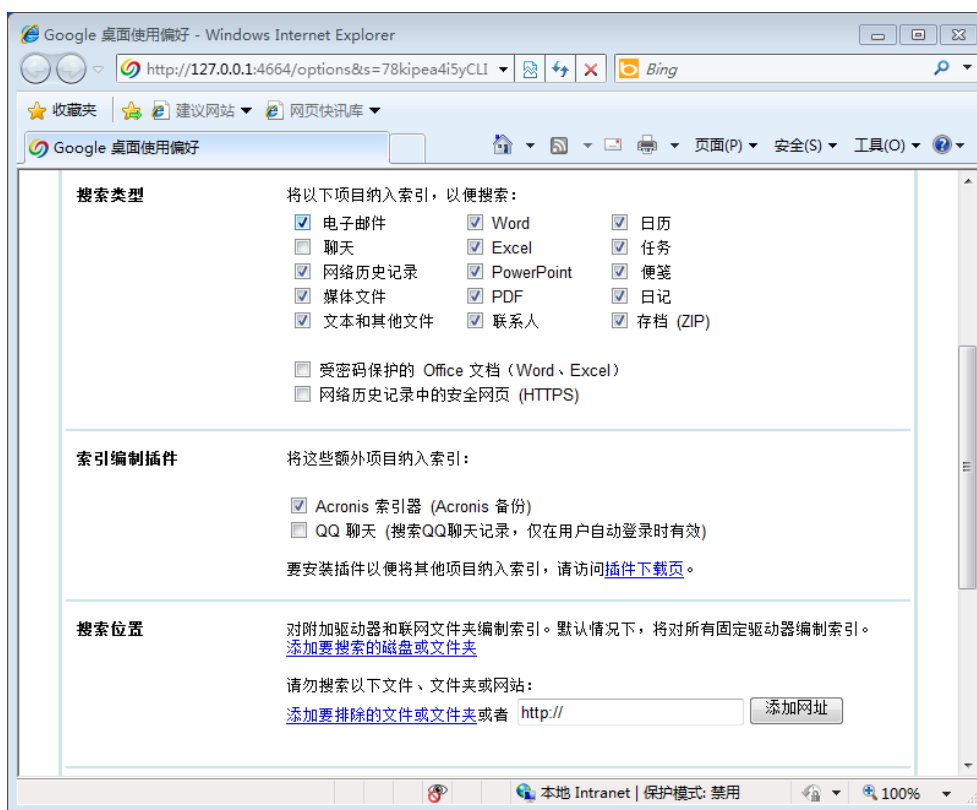 Google 桌面使用偏好 - Windows Internet Explorer
http://127.0.0.1:4664/options&s=78kipea4i5yCLI
Bing
收藏夹 建议网站 网页快讯库
Google 桌面使用偏好
页面(P) 安全(S) 工具(O)
搜索类型 将以下项目纳入索引，以便搜索：
电子邮件 Word 日历
聊天 Excel 任务
网络历史记录 PowerPoint 便笺
媒体文件 PDF 日记
文本和其他文件 联系人 存档 (ZIP)
受密码保护的 Office 文档（Word、Excel）
网络历史记录中的安全网页 (HTTPS)
索引编制插件 将这些额外项目纳入索引：
Acronis 索引器 (Acronis 备份)
QQ 聊天 (搜索QQ聊天记录，仅在用户自动登录时有效)
要安装插件以便将其他项目纳入索引，请访问插件下载页。
搜索位置 对附加驱动器和联网文件夹编制索引。默认情况下，将对所有固定驱动器编制索引。
添加要搜索的磁盘或文件夹
请勿搜索以下文件、文件夹或网站：
添加要排除的文件或文件夹或者 http:// 添加网址
本地 Intranet | 保护模式: 禁用 100%